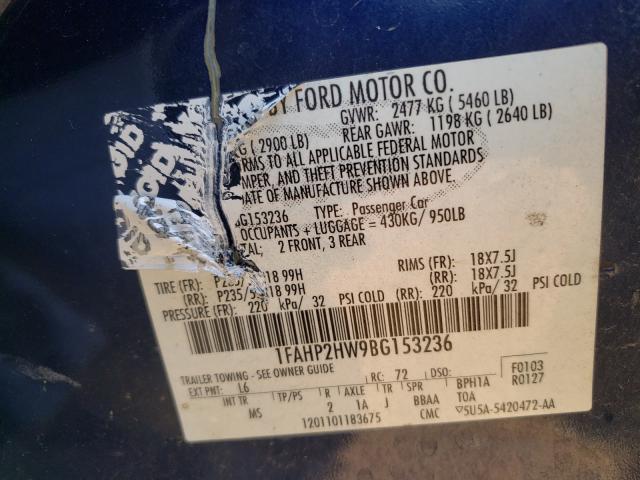 BY FORD MOTOR CO.
GVWR: 2477 KG ( 5460 LB)
KG ( 2900 LB) REAR GAWR: 1198 KG ( 2640 LB)
RMS TO ALL APPLICABLE FEDERAL MOTOR
MPER, AND THEFT PREVENTION STANDARDS
DATE OF MANUFACTURE SHOWN ABOVE.
G153236 TYPE: Passenger Car
OCCUPANTS + LUGGAGE = 430KG/ 950LB
TAL; 2 FRONT, 3 REAR
TIRE (FR): 18 99H RIMS (FR): 18X7.5J
(RR): P235/ 18 99H (RR): 18X7.5J
PRESSURE (FR): 220 kPa/ 32 PSI COLD (RR): 220 kPa/ 32 PSI COLD
1FAHP2HW9BG153236
TRAILER TOWING - SEE OWNER GUIDE
EXT PNT: L6 RC: 72 DSO: F0103
INT TR TP/PS R AXLE TR SPR BPH1A R0127
MS 2 1A J BBAA TOA
1201101183675 CMC 5U5A-5420472-AA
VOID
VOID
VOID